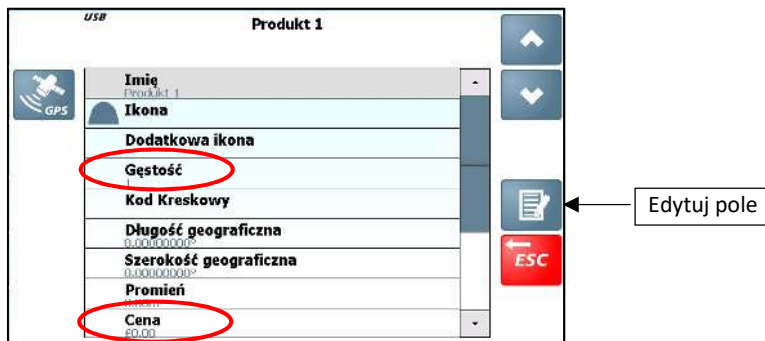 USB
Produkt 1
GPS
Imię
Produkt 1
Ikona
Dodatkowa ikona
Gęstość
1
Kod Kreskowy
Długość geograficzna
0.00000000°
Szerokość geograficzna
0.00000000°
Promień
Cena
£0.00
ESC
Edytuj pole